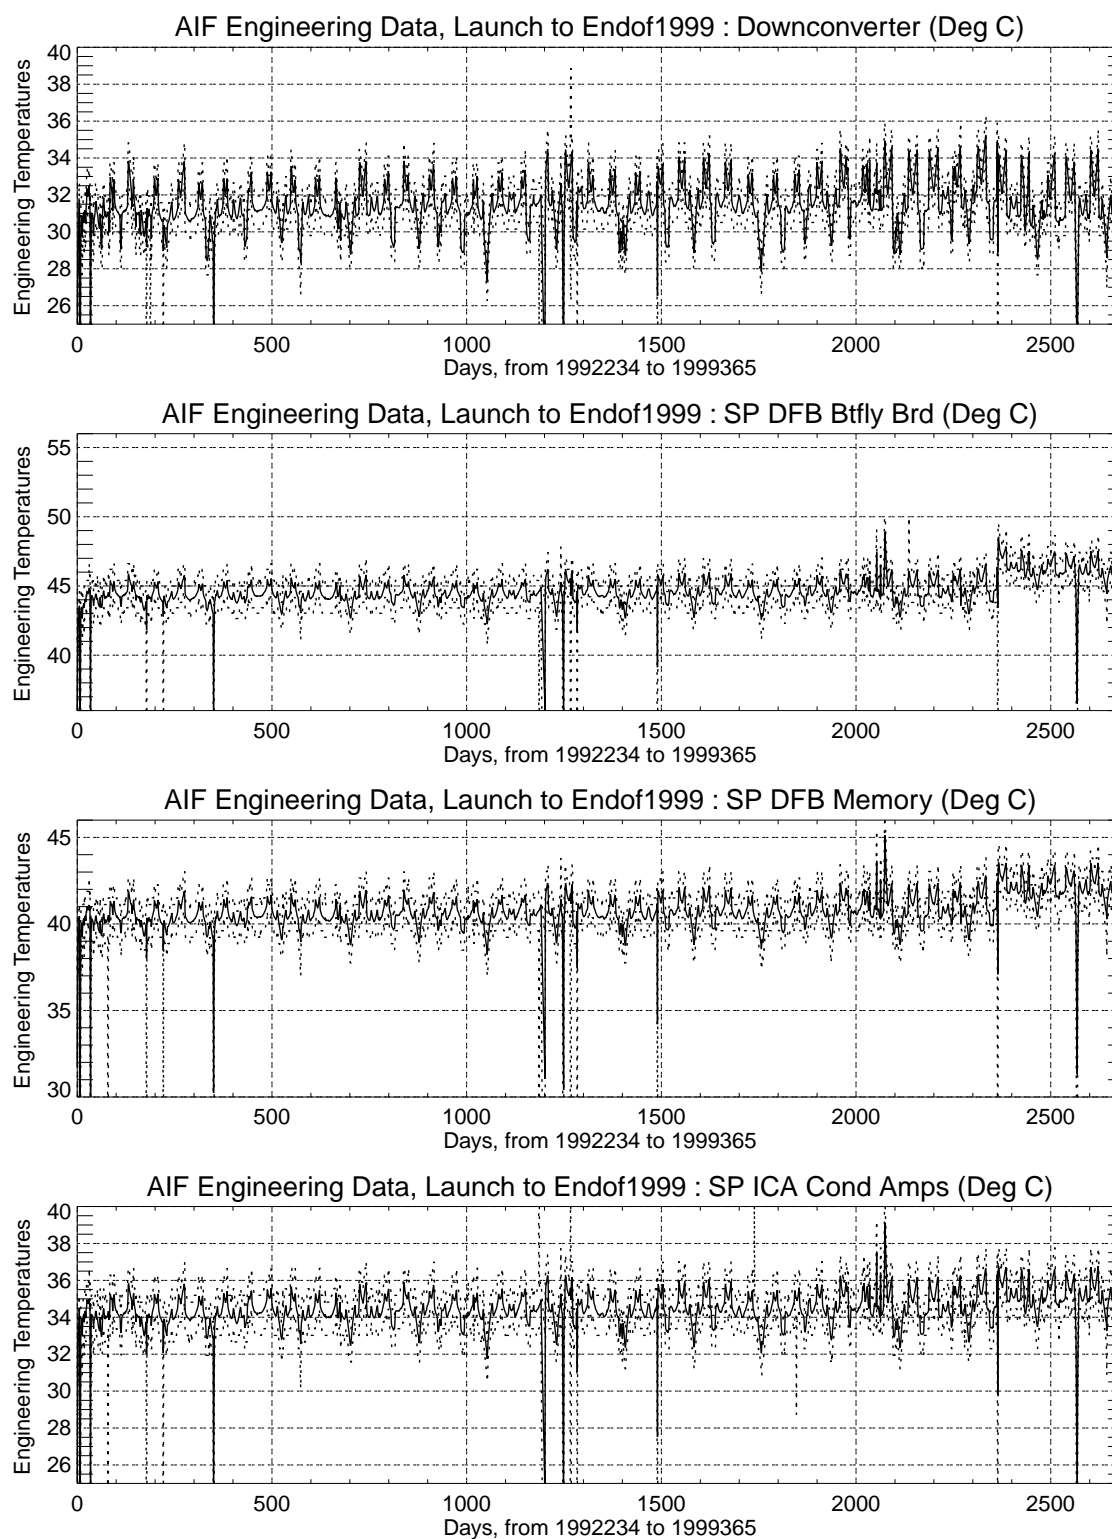 AIF Engineering Data, Launch to Endof1999 : Downconverter (Deg C)
Engineering Temperatures
40
38
36
34
32
30
28
26
0 500 1000 1500 2000 2500
Days, from 1992234 to 1999365
AIF Engineering Data, Launch to Endof1999 : SP DFB Btfly Brd (Deg C)
Engineering Temperatures
55
50
45
40
0 500 1000 1500 2000 2500
Days, from 1992234 to 1999365
AIF Engineering Data, Launch to Endof1999 : SP DFB Memory (Deg C)
Engineering Temperatures
45
40
35
30
0 500 1000 1500 2000 2500
Days, from 1992234 to 1999365
AIF Engineering Data, Launch to Endof1999 : SP ICA Cond Amps (Deg C)
Engineering Temperatures
40
38
36
34
32
30
28
26
0 500 1000 1500 2000 2500
Days, from 1992234 to 1999365